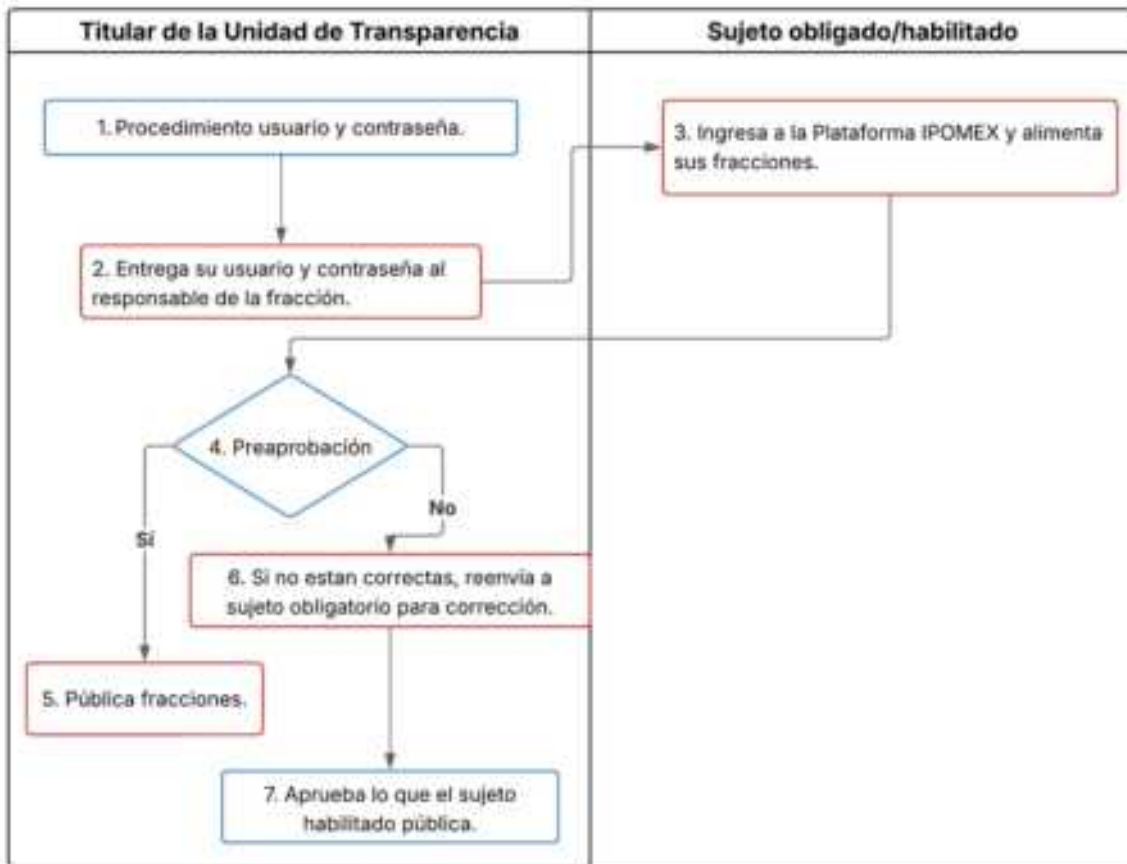 Titular de la Unidad de Transparencia
Sujeto obligado/habilitado
1. Procedimiento usuario y contraseña.
3. Ingresa a la Plataforma IPOMEX y alimenta
sus fracciones.
2. Entrega su usuario y contraseña al
responsable de la fracción.
4. Preaprobación
No
Sí
6. Si no estan correctas, reenvía a
sujeto obligatorio para corrección.
5. Pública fracciones.
7. Aprueba lo que el sujeto
habilitado pública.